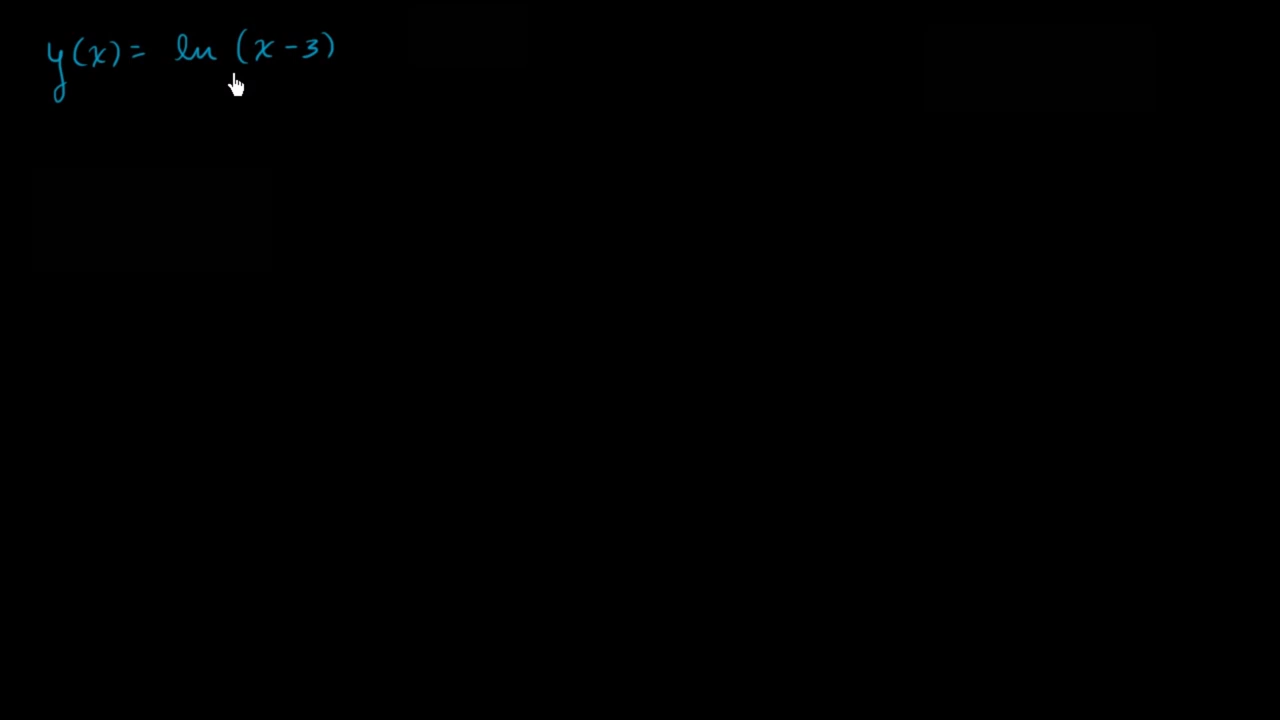 y(x) = ln (x-3)